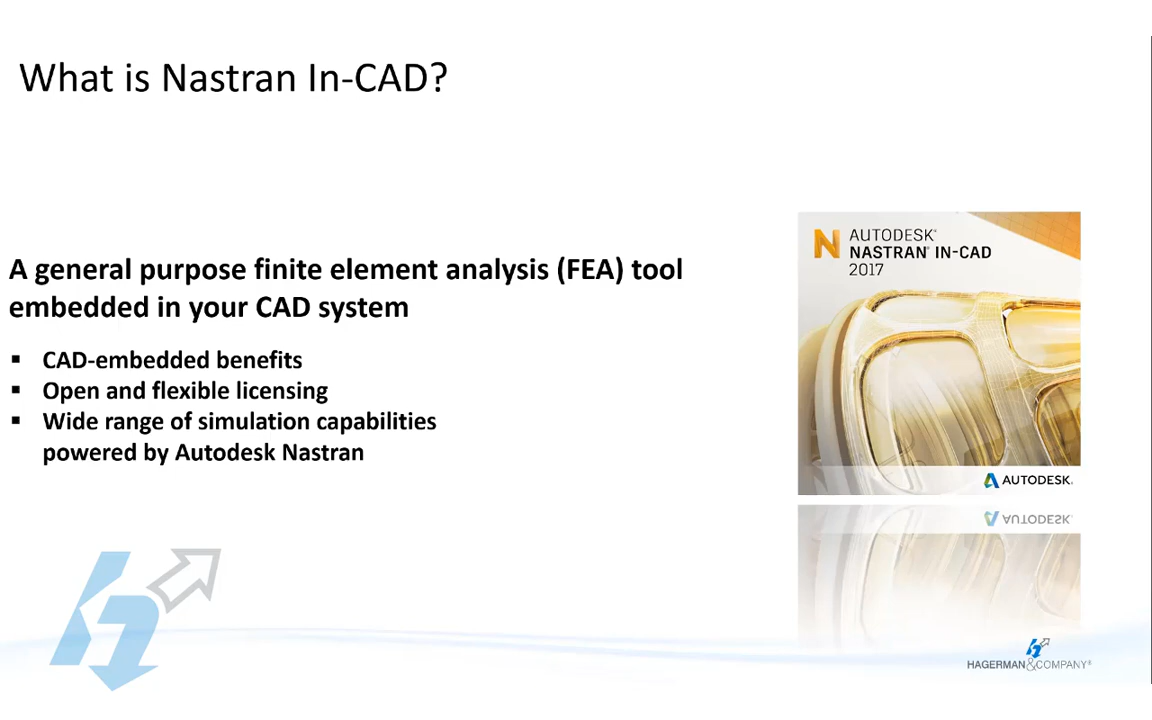 What is Nastran In-CAD?
A general purpose finite element analysis (FEA) tool
embedded in your CAD system
▪ CAD-embedded benefits
▪ Open and flexible licensing
▪ Wide range of simulation capabilities
powered by Autodesk Nastran
N AUTODESK®
NASTRAN® IN-CAD
2017
AUTODESK.
AUTODESK.
HAGERMAN&COMPANY®